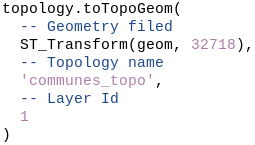 topology.toTopoGeom(
  -- Geometry filed
  ST_Transform(geom, 32718),
  -- Topology name
  'communes_topo',
  -- Layer Id
  1
)